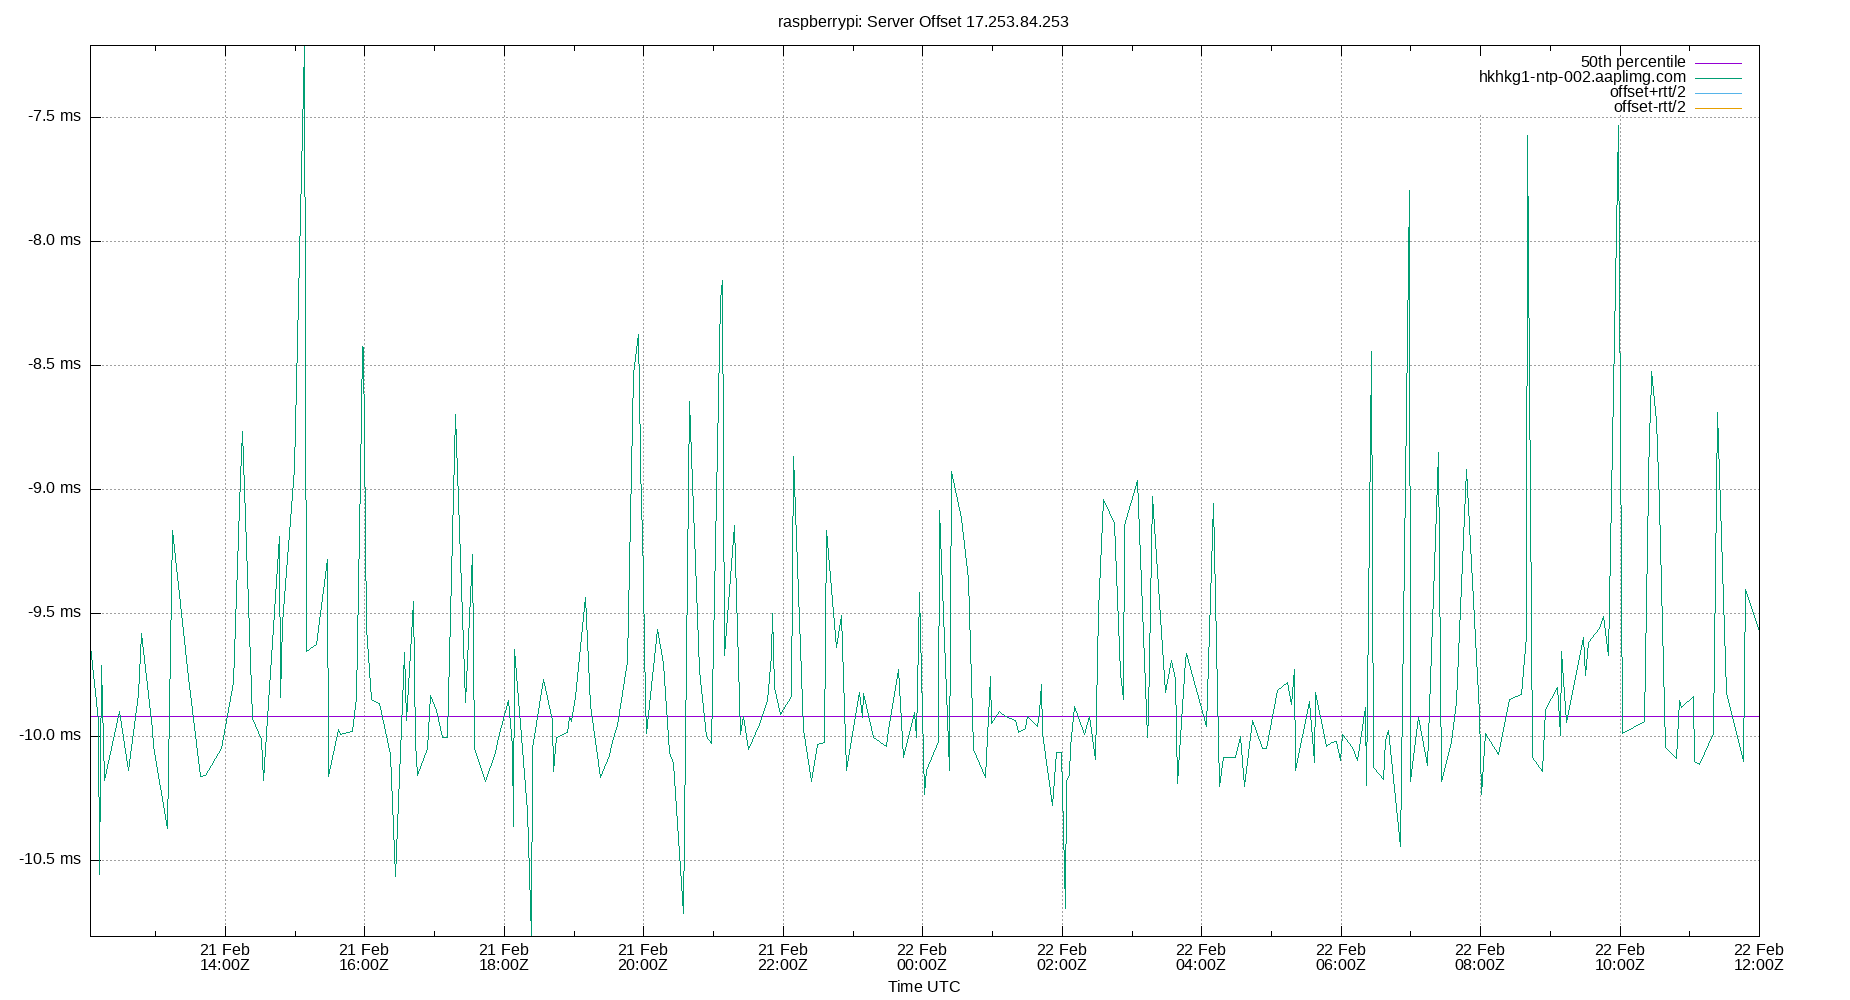 raspberrypi: Server Offset 17.253.84.253
50th percentile
hkhkg1-ntp-002.aaplimg.com
offset+rtt/2
offset-rtt/2
-7.5 ms
-8.0 ms
-8.5 ms
-9.0 ms
-9.5 ms
-10.0 ms
-10.5 ms
21 Feb 21 Feb 21 Feb 21 Feb 21 Feb 22 Feb 22 Feb 22 Feb 22 Feb 22 Feb 22 Feb 22 Feb
14:00Z 16:00Z 18:00Z 20:00Z 22:00Z 00:00Z 02:00Z 04:00Z 06:00Z 08:00Z 10:00Z 12:00Z
Time UTC